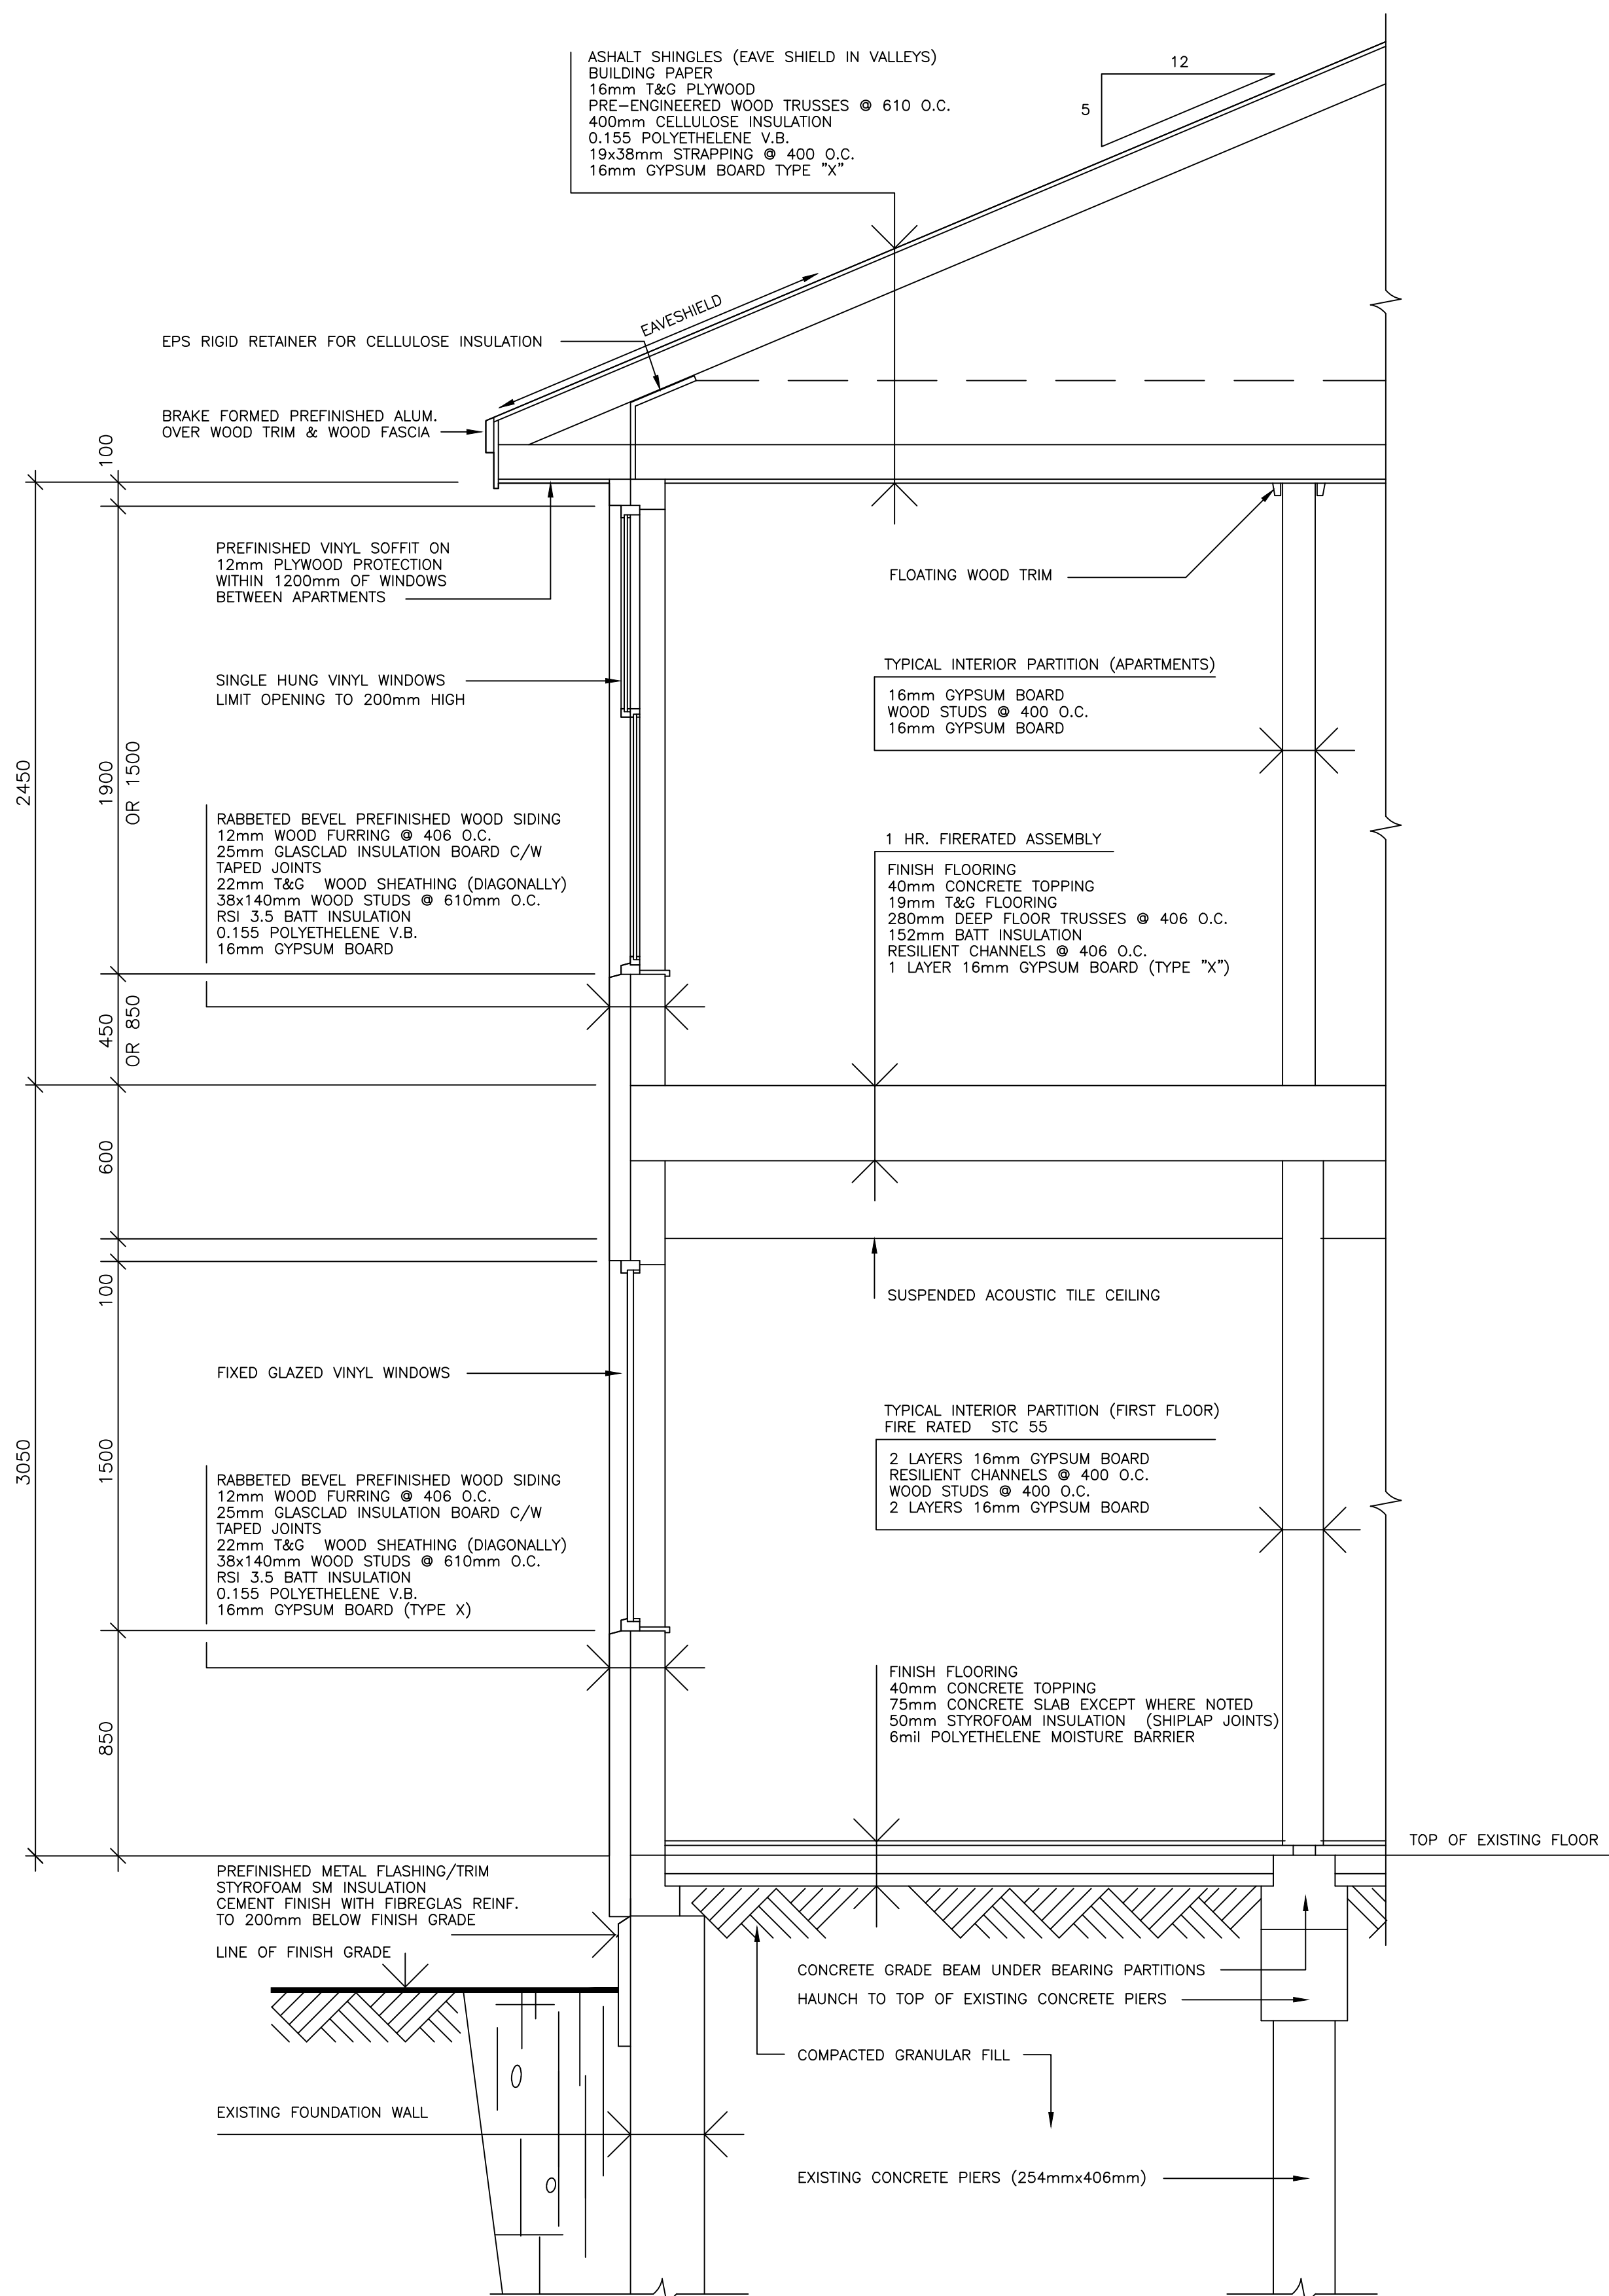 ASHALT SHINGLES (EAVE SHIELD IN VALLEYS)
BUILDING PAPER
16mm T&G PLYWOOD
PRE-ENGINEERED WOOD TRUSSES @ 610 O.C.
400mm CELLULOSE INSULATION
0.155 POLYETHELENE V.B.
19x38mm STRAPPING @ 400 O.C.
16mm GYPSUM BOARD TYPE "X"
12
5
EAVESHIELD
EPS RIGID RETAINER FOR CELLULOSE INSULATION
BRAKE FORMED PREFINISHED ALUM.
OVER WOOD TRIM & WOOD FASCIA
100
PREFINISHED VINYL SOFFIT ON
12mm PLYWOOD PROTECTION
WITHIN 1200mm OF WINDOWS
BETWEEN APARTMENTS
FLOATING WOOD TRIM
SINGLE HUNG VINYL WINDOWS
LIMIT OPENING TO 200mm HIGH
TYPICAL INTERIOR PARTITION (APARTMENTS)
16mm GYPSUM BOARD
WOOD STUDS @ 400 O.C.
16mm GYPSUM BOARD
2450
1900
OR 1500
RABBETED BEVEL PREFINISHED WOOD SIDING
12mm WOOD FURRING @ 406 O.C.
25mm GLASCLAD INSULATION BOARD C/W
TAPED JOINTS
22mm T&G WOOD SHEATHING (DIAGONALLY)
38x140mm WOOD STUDS @ 610mm O.C.
RSI 3.5 BATT INSULATION
0.155 POLYETHELENE V.B.
16mm GYPSUM BOARD
1 HR. FIRERATED ASSEMBLY
FINISH FLOORING
40mm CONCRETE TOPPING
19mm T&G FLOORING
280mm DEEP FLOOR TRUSSES @ 406 O.C.
152mm BATT INSULATION
RESILIENT CHANNELS @ 406 O.C.
1 LAYER 16mm GYPSUM BOARD (TYPE "X")
450
OR 850
600
100
SUSPENDED ACOUSTIC TILE CEILING
FIXED GLAZED VINYL WINDOWS
3050
1500
TYPICAL INTERIOR PARTITION (FIRST FLOOR)
FIRE RATED STC 55
2 LAYERS 16mm GYPSUM BOARD
RESILIENT CHANNELS @ 400 O.C.
WOOD STUDS @ 400 O.C.
2 LAYERS 16mm GYPSUM BOARD
RABBETED BEVEL PREFINISHED WOOD SIDING
12mm WOOD FURRING @ 406 O.C.
25mm GLASCLAD INSULATION BOARD C/W
TAPED JOINTS
22mm T&G WOOD SHEATHING (DIAGONALLY)
38x140mm WOOD STUDS @ 610mm O.C.
RSI 3.5 BATT INSULATION
0.155 POLYETHELENE V.B.
16mm GYPSUM BOARD (TYPE X)
850
FINISH FLOORING
40mm CONCRETE TOPPING
75mm CONCRETE SLAB EXCEPT WHERE NOTED
50mm STYROFOAM INSULATION (SHIPLAP JOINTS)
6mil POLYETHELENE MOISTURE BARRIER
TOP OF EXISTING FLOOR
PREFINISHED METAL FLASHING/TRIM
STYROFOAM SM INSULATION
CEMENT FINISH WITH FIBREGLAS REINF.
TO 200mm BELOW FINISH GRADE
LINE OF FINISH GRADE
CONCRETE GRADE BEAM UNDER BEARING PARTITIONS
HAUNCH TO TOP OF EXISTING CONCRETE PIERS
COMPACTED GRANULAR FILL
EXISTING FOUNDATION WALL
EXISTING CONCRETE PIERS (254mmx406mm)